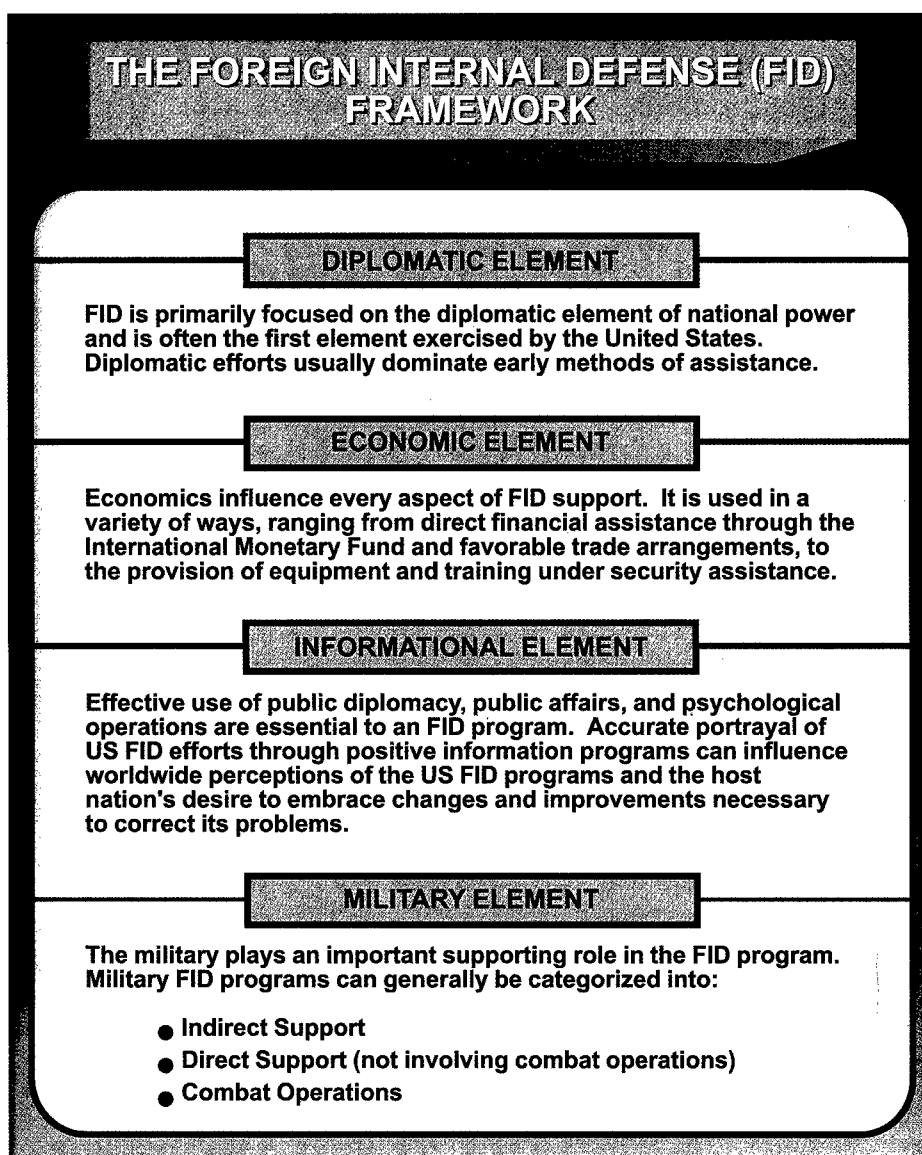 THE FOREIGN INTERNAL DEFENSE (FID)
FRAMEWORK
DIPLOMATIC ELEMENT
FID is primarily focused on the diplomatic element of national power
and is often the first element exercised by the United States.
Diplomatic efforts usually dominate early methods of assistance.
ECONOMIC ELEMENT
Economics influence every aspect of FID support. It is used in a
variety of ways, ranging from direct financial assistance through the
International Monetary Fund and favorable trade arrangements, to
the provision of equipment and training under security assistance.
INFORMATIONAL ELEMENT
Effective use of public diplomacy, public affairs, and psychological
operations are essential to an FID program. Accurate portrayal of
US FID efforts through positive information programs can influence
worldwide perceptions of the US FID programs and the host
nation's desire to embrace changes and improvements necessary
to correct its problems.
MILITARY ELEMENT
The military plays an important supporting role in the FID program.
Military FID programs can generally be categorized into:
● Indirect Support
● Direct Support (not involving combat operations)
● Combat Operations